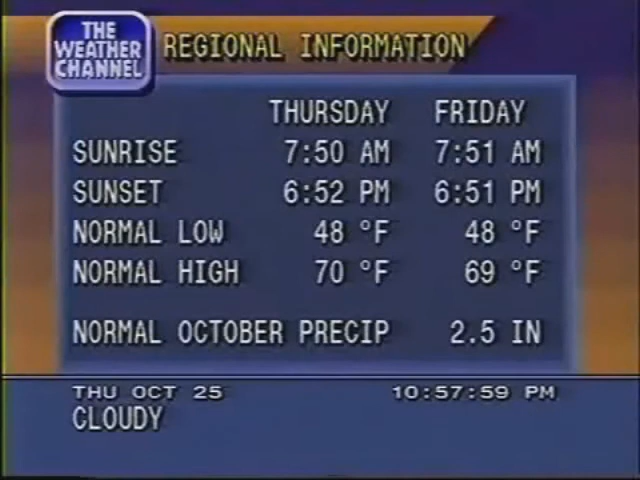 THE
WEATHER
CHANNEL
REGIONAL INFORMATION
THURSDAY FRIDAY
SUNRISE 7:50 AM 7:51 AM
SUNSET 6:52 PM 6:51 PM
NORMAL LOW 48 °F 48 °F
NORMAL HIGH 70 °F 69 °F
NORMAL OCTOBER PRECIP 2.5 IN
THU OCT 25 10:57:59 PM
CLOUDY